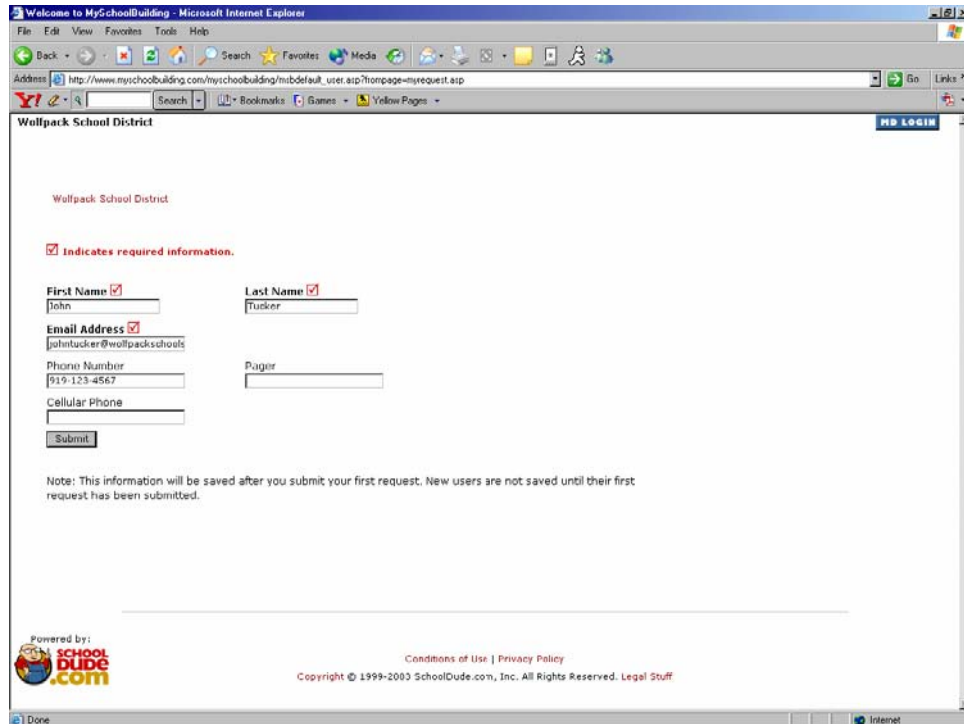 Welcome to MySchoolBuilding - Microsoft Internet Explorer
File Edit View Favorites Tools Help
Back Search Favorites Media
Address http://www.myschoolbuilding.com/myschoolbuilding/msbdefault_user.asp?frompage=myrequest.asp Go Links
Y! Search Bookmarks Games Yellow Pages
Wolfpack School District MD LOGIN
Wolfpack School District
Indicates required information.
First Name Last Name
John Tucker
Email Address
johntucker@wolfpackschools
Phone Number Pager
919-123-4567
Cellular Phone
Submit
Note: This information will be saved after you submit your first request. New users are not saved until their first
request has been submitted.
Powered by:
SCHOOL
DUDE
.com
Conditions of Use | Privacy Policy
Copyright © 1999-2003 SchoolDude.com, Inc. All Rights Reserved. Legal Stuff
Done Internet